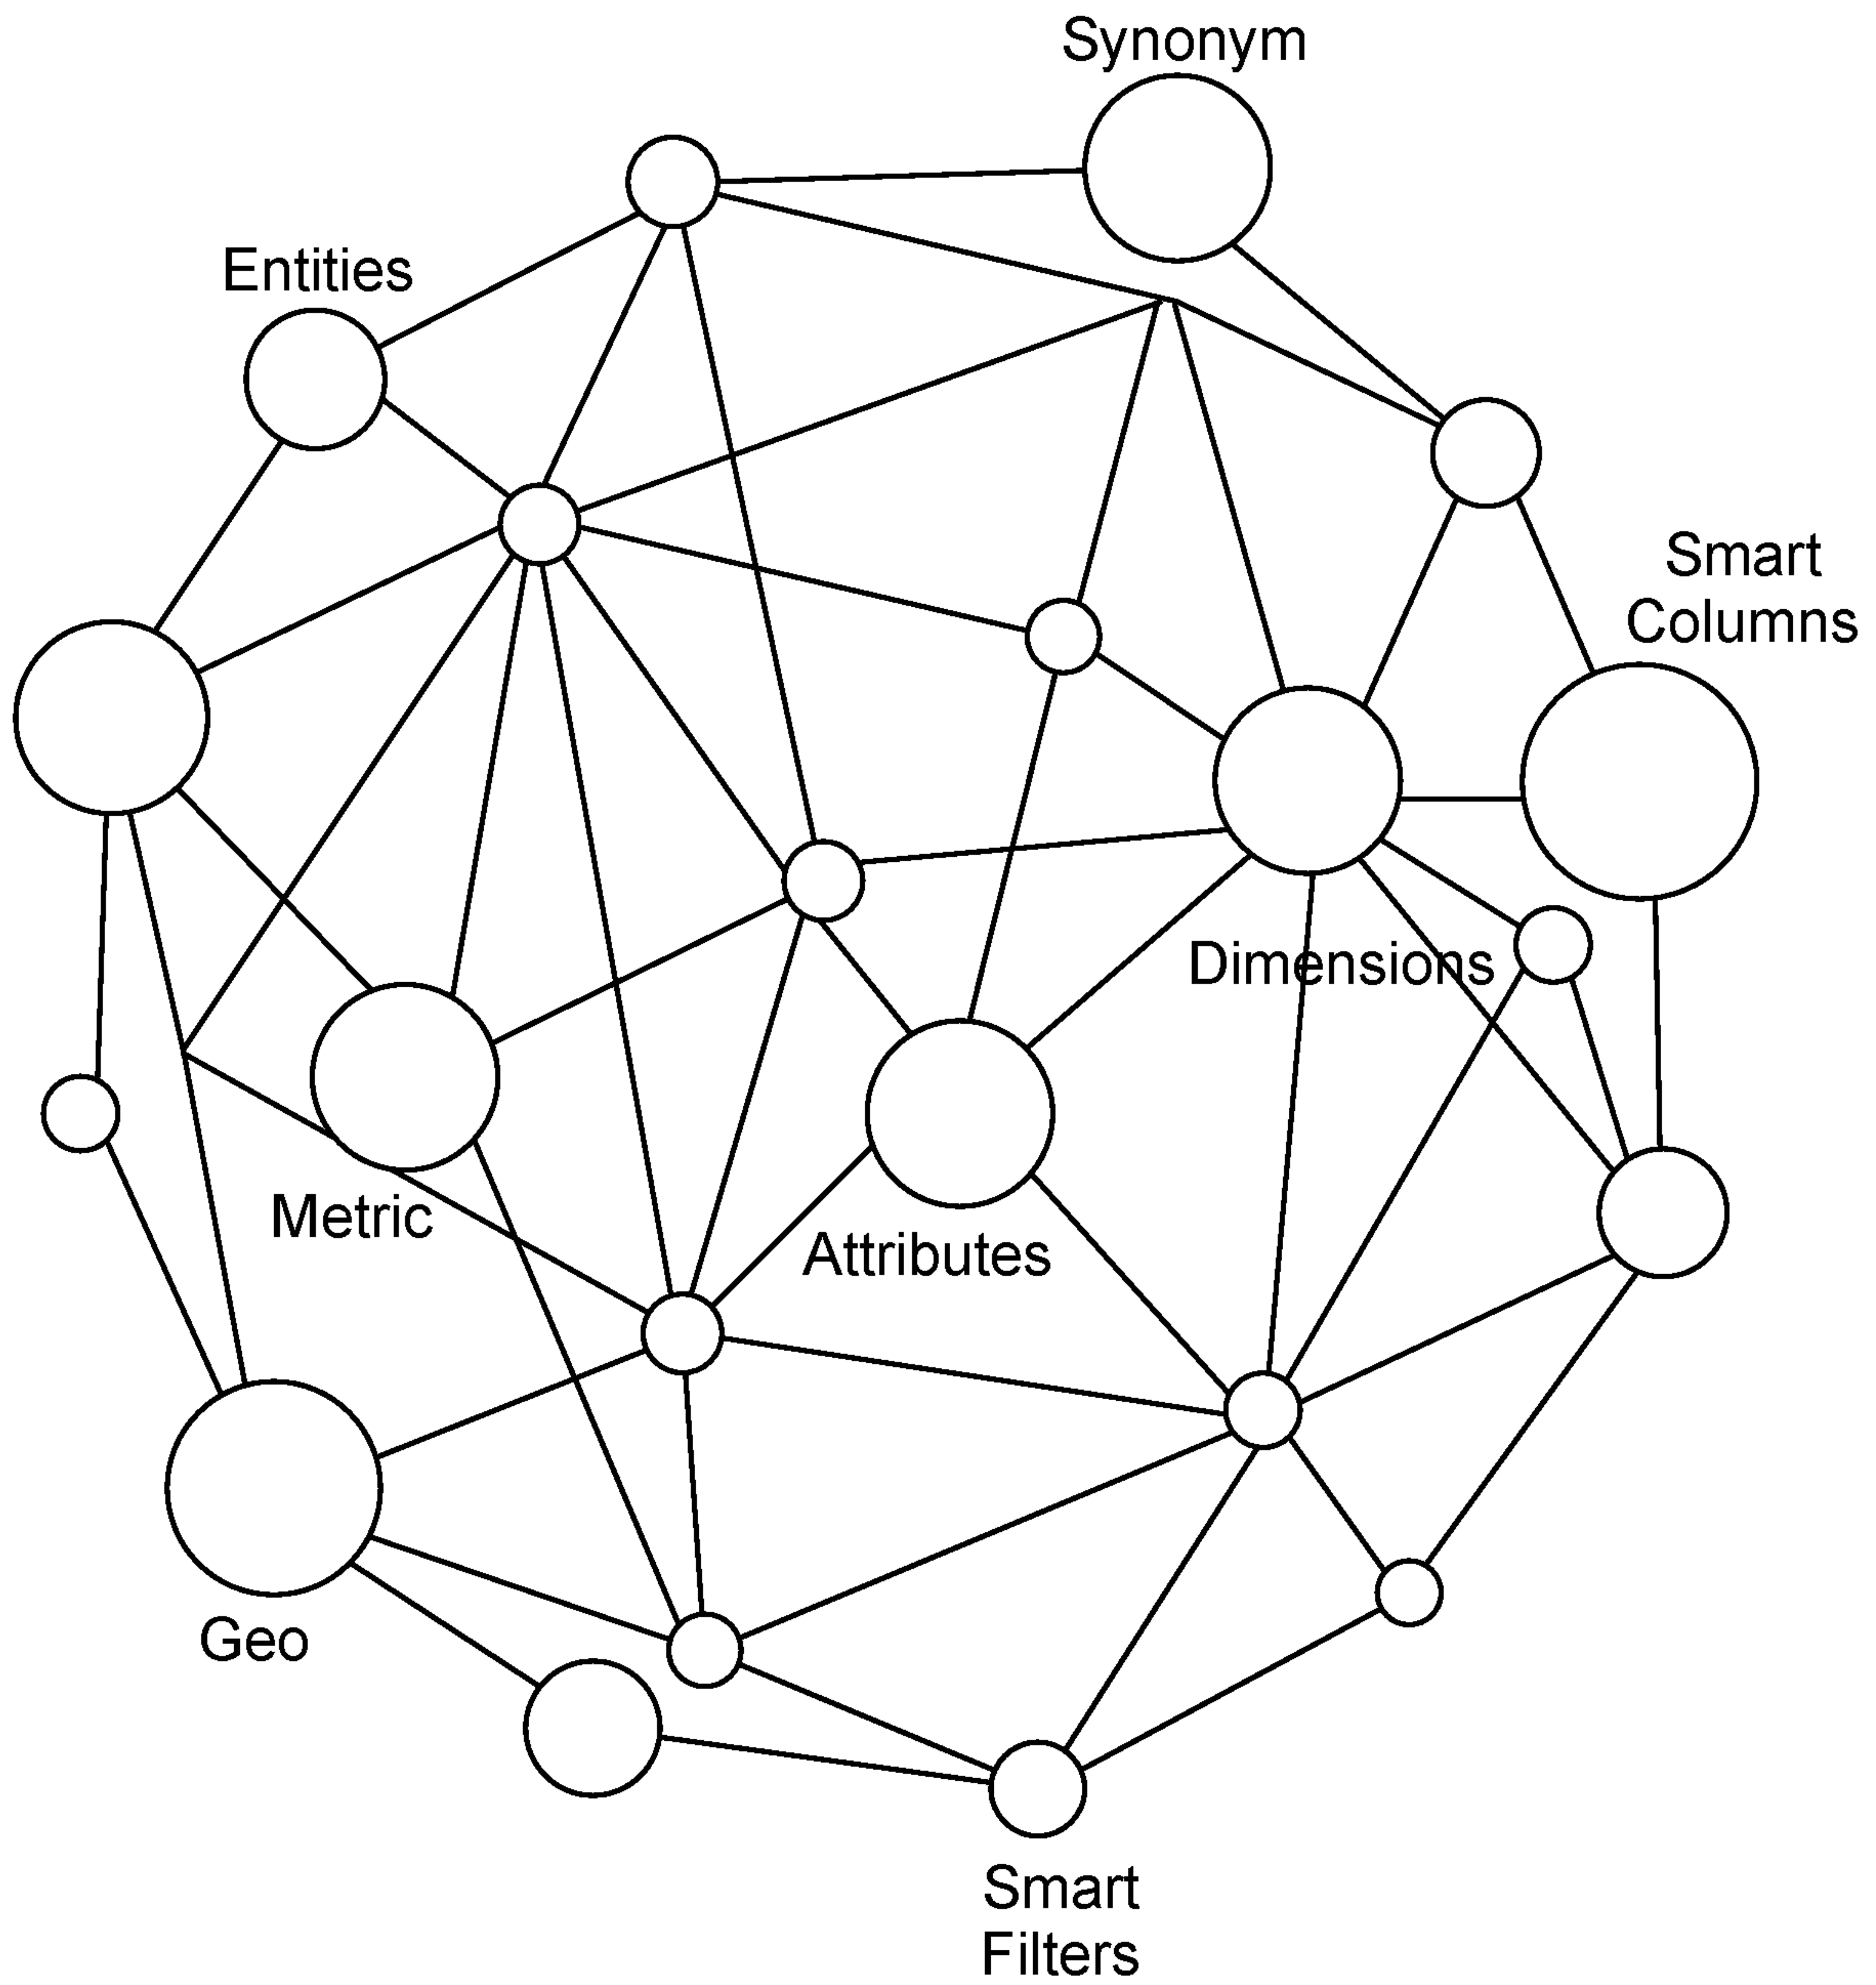 Synonym
Entities
Smart
Columns
Dimensions
Metric
Attributes
Geo
Smart
Filters